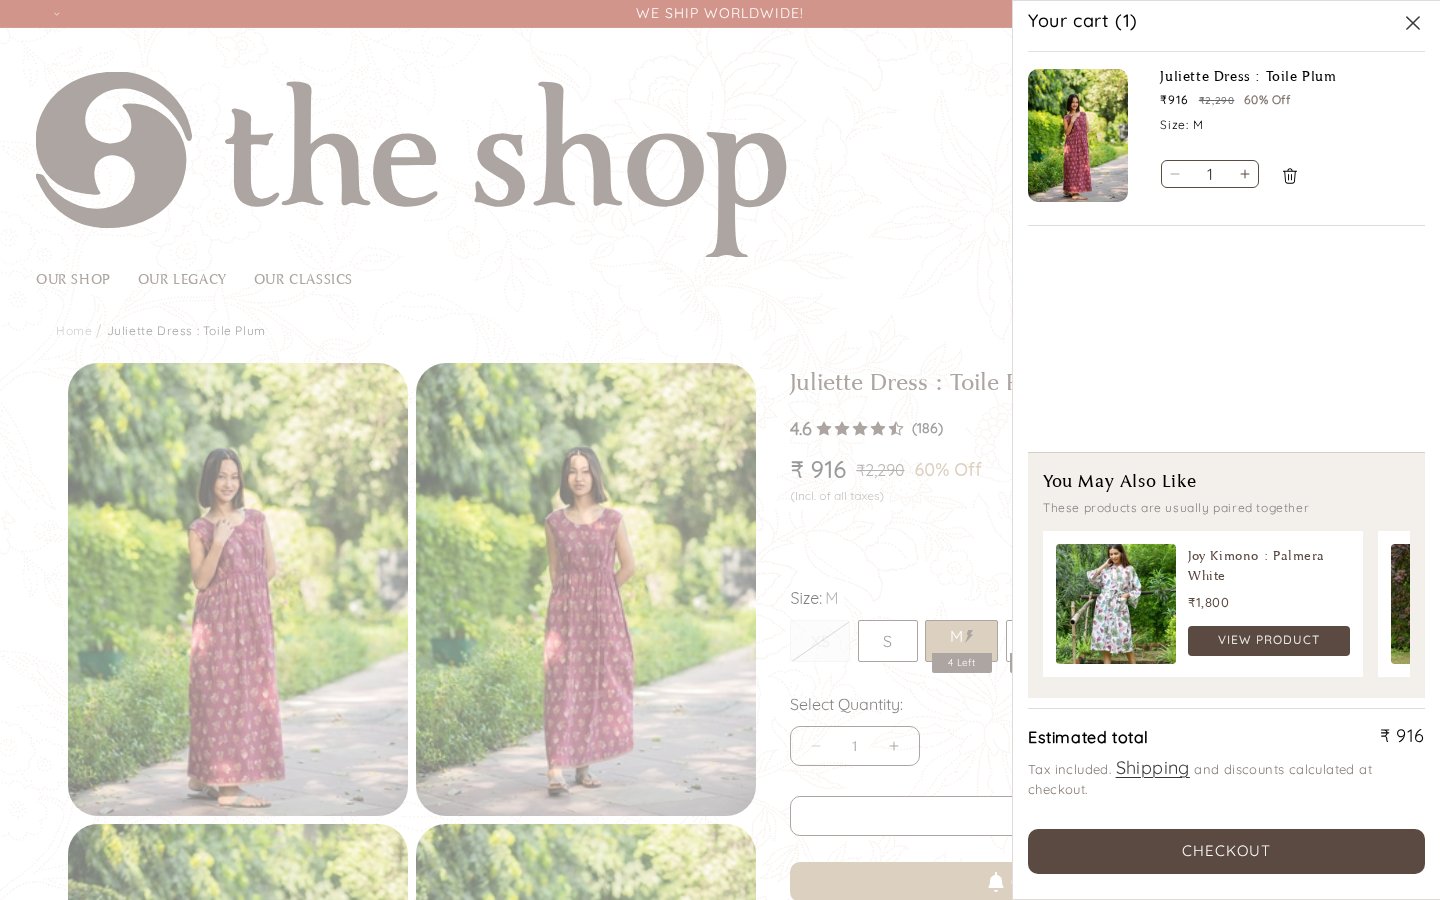 WE SHIP WORLDWIDE!
the shop
OUR SHOP OUR LEGACY OUR CLASSICS
Home / Juliette Dress : Toile Plum
Juliette Dress : Toile
4.6 (186)
₹ 916 ₹2,290 60% Off
(Incl. of all taxes)
Size: M
XS S M
4 Left
Select Quantity:
− 1 +
Your cart (1)
Juliette Dress : Toile Plum
₹916 ₹2,290 60% Off
Size: M
− 1 +
You May Also Like
These products are usually paired together
Joy Kimono : Palmera
White
₹1,800
VIEW PRODUCT
Estimated total ₹ 916
Tax included. Shipping and discounts calculated at
checkout.
CHECKOUT